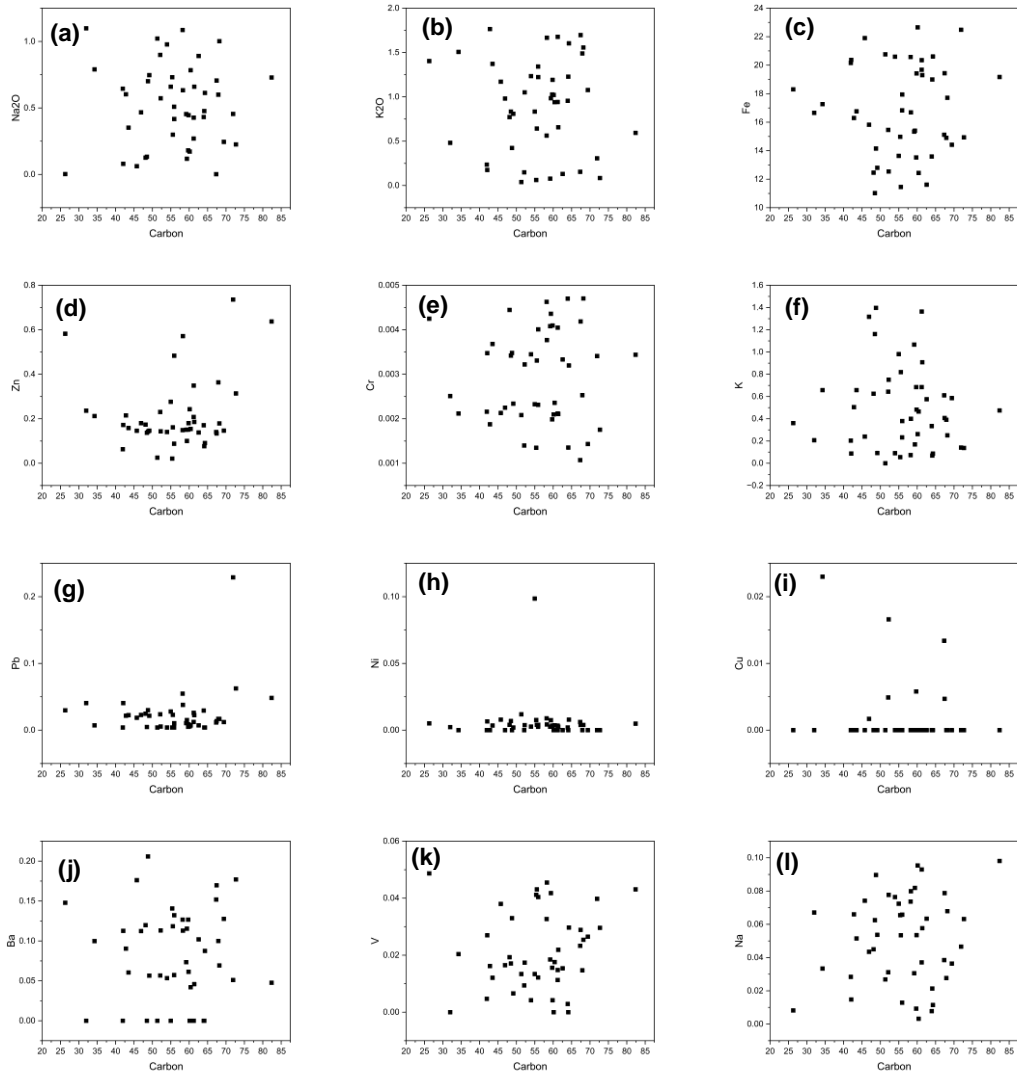 (a)
1.0
0.5
0.0
Na2O
20 25 30 35 40 45 50 55 60 65 70 75 80 85
Carbon
(b)
2.0
1.5
1.0
0.5
0.0
K2O
20 25 30 35 40 45 50 55 60 65 70 75 80 85
Carbon
(c)
24
22
20
18
16
14
12
10
Fe
20 25 30 35 40 45 50 55 60 65 70 75 80 85
Carbon
(d)
0.8
0.6
0.4
0.2
0.0
Zn
20 25 30 35 40 45 50 55 60 65 70 75 80 85
Carbon
(e)
0.005
0.004
0.003
0.002
0.001
Cr
20 25 30 35 40 45 50 55 60 65 70 75 80 85
Carbon
(f)
1.6
1.4
1.2
1.0
0.8
0.6
0.4
0.2
0.0
−0.2
K
20 25 30 35 40 45 50 55 60 65 70 75 80 85
Carbon
(g)
0.2
0.1
0.0
Pb
20 25 30 35 40 45 50 55 60 65 70 75 80 85
Carbon
(h)
0.10
0.05
0.00
Ni
20 25 30 35 40 45 50 55 60 65 70 75 80 85
Carbon
(i)
0.02
0.01
0.00
Cu
20 25 30 35 40 45 50 55 60 65 70 75 80 85
Carbon
(j)
0.20
0.15
0.10
0.05
0.00
Ba
20 25 30 35 40 45 50 55 60 65 70 75 80 85
Carbon
(k)
0.06
0.04
0.02
0.00
V
20 25 30 35 40 45 50 55 60 65 70 75 80 85
Carbon
(l)
0.10
0.08
0.06
0.04
0.02
0.00
Na
20 25 30 35 40 45 50 55 60 65 70 75 80 85
Carbon